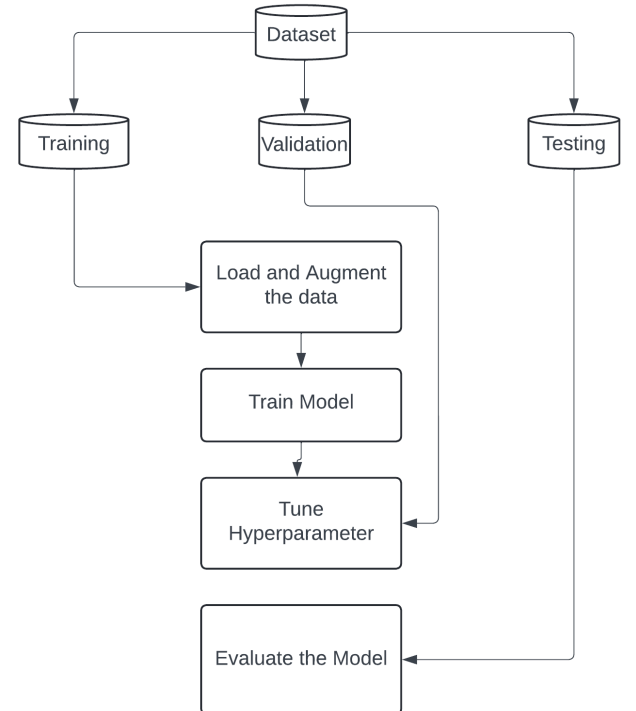 Dataset
Training
Validation
Testing
Load and Augment
the data
Train Model
Tune
Hyperparameter
Evaluate the Model